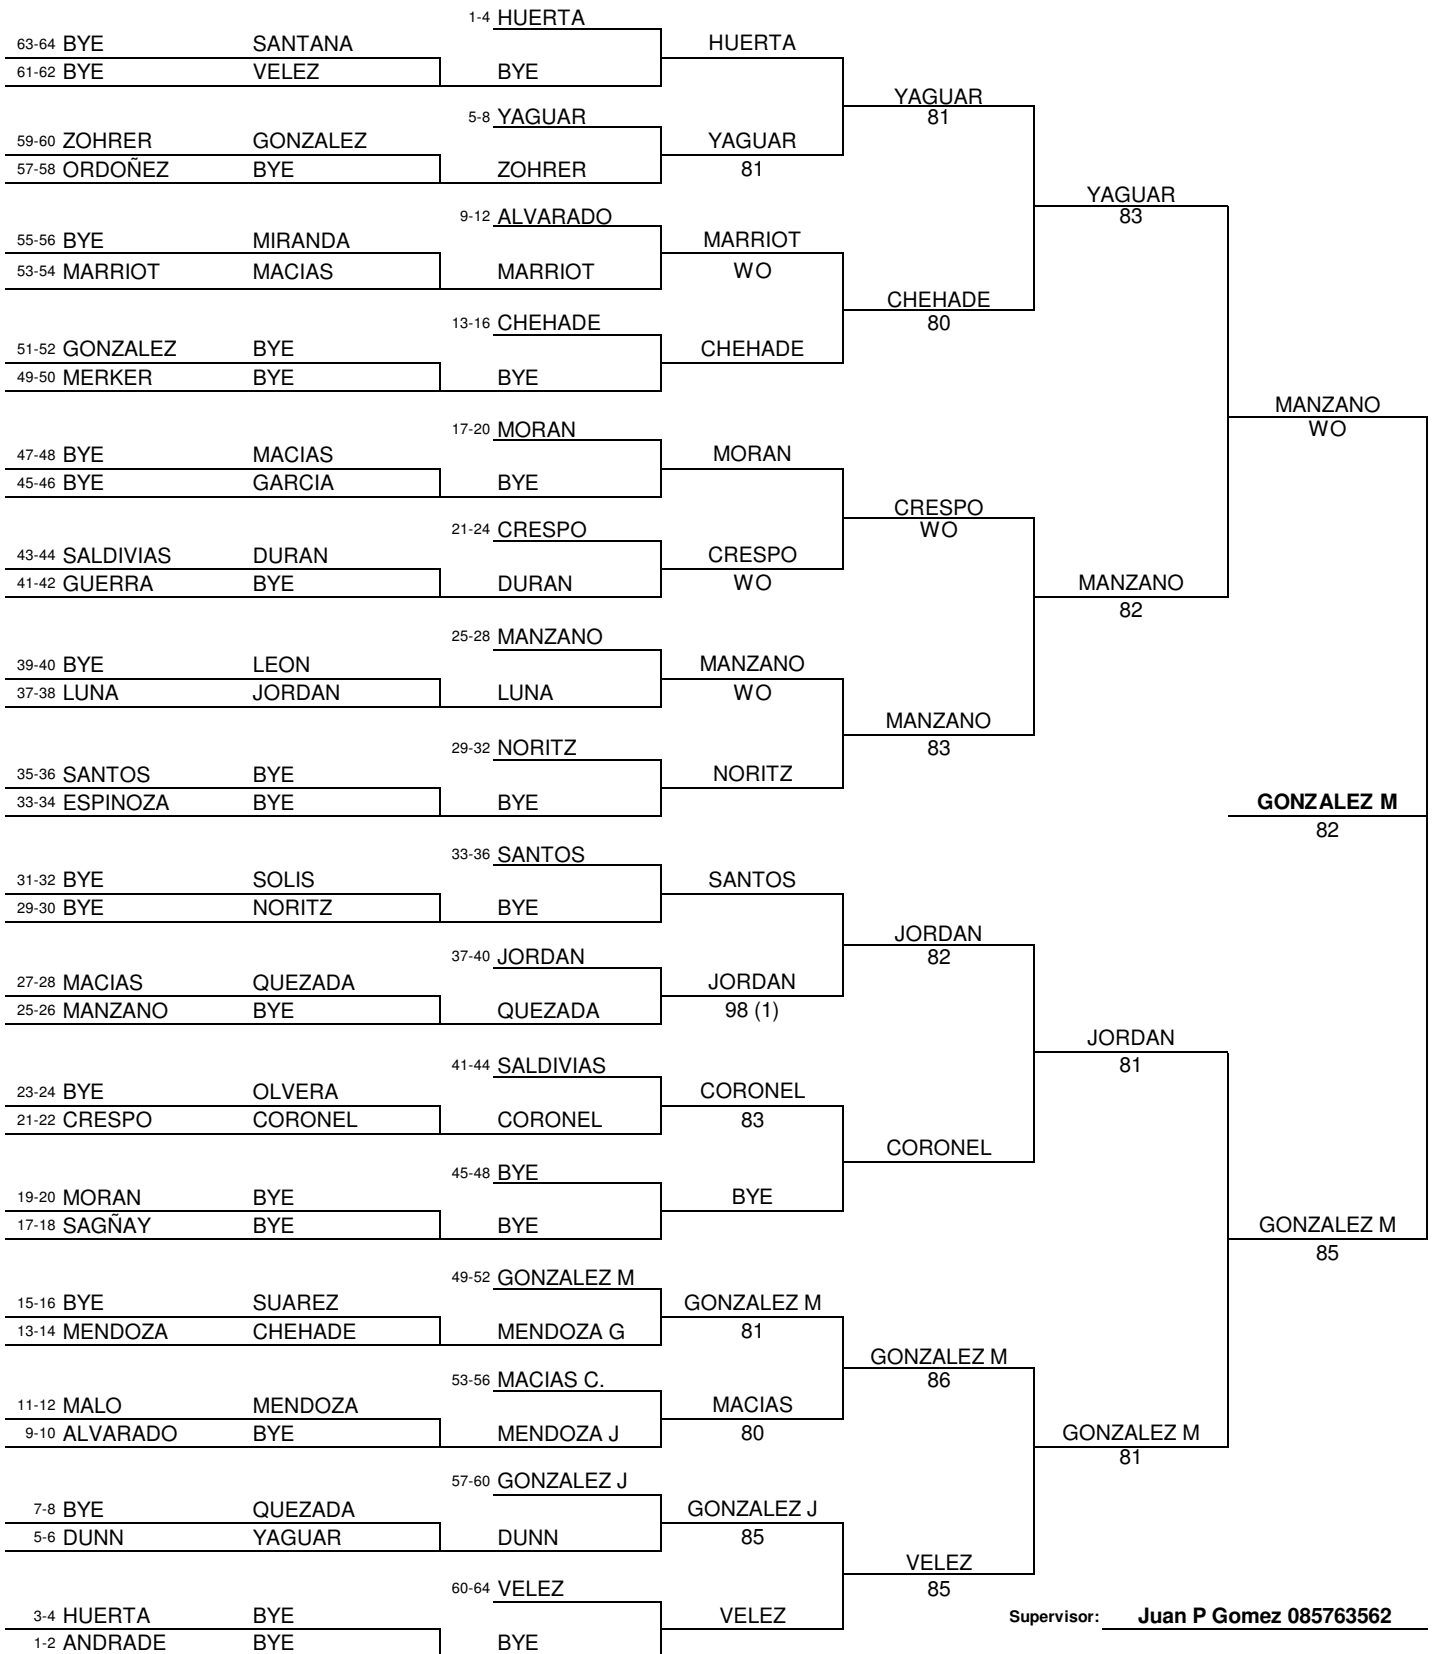 1-4 HUERTA
63-64 BYE SANTANA HUERTA
61-62 BYE VELEZ BYE
YAGUAR
5-8 YAGUAR 81
59-60 ZOHRER GONZALEZ YAGUAR
57-58 ORDOÑEZ BYE ZOHRER 81
YAGUAR
9-12 ALVARADO 83
55-56 BYE MIRANDA MARRIOT
53-54 MARRIOT MACIAS MARRIOT WO
CHEHADE
13-16 CHEHADE 80
51-52 GONZALEZ BYE CHEHADE
49-50 MERKER BYE BYE
MANZANO
17-20 MORAN WO
47-48 BYE MACIAS MORAN
45-46 BYE GARCIA BYE
CRESPO
21-24 CRESPO WO
43-44 SALDIVIAS DURAN CRESPO
41-42 GUERRA BYE DURAN WO MANZANO
82
25-28 MANZANO
39-40 BYE LEON MANZANO
37-38 LUNA JORDAN LUNA WO
MANZANO
29-32 NORITZ 83
35-36 SANTOS BYE NORITZ
33-34 ESPINOZA BYE BYE GONZALEZ M
82
33-36 SANTOS
31-32 BYE SOLIS SANTOS
29-30 BYE NORITZ BYE
JORDAN
37-40 JORDAN 82
27-28 MACIAS QUEZADA JORDAN
25-26 MANZANO BYE QUEZADA 98 (1)
JORDAN
41-44 SALDIVIAS 81
23-24 BYE OLVERA CORONEL
21-22 CRESPO CORONEL CORONEL 83
CORONEL
45-48 BYE
19-20 MORAN BYE BYE
17-18 SAGÑAY BYE BYE GONZALEZ M
85
49-52 GONZALEZ M
15-16 BYE SUAREZ GONZALEZ M
13-14 MENDOZA CHEHADE MENDOZA G 81
GONZALEZ M
53-56 MACIAS C. 86
11-12 MALO MENDOZA MACIAS
9-10 ALVARADO BYE MENDOZA J 80 GONZALEZ M
81
57-60 GONZALEZ J
7-8 BYE QUEZADA GONZALEZ J
5-6 DUNN YAGUAR DUNN 85
VELEZ
60-64 VELEZ 85
3-4 HUERTA BYE VELEZ Supervisor: Juan P Gomez 085763562
1-2 ANDRADE BYE BYE